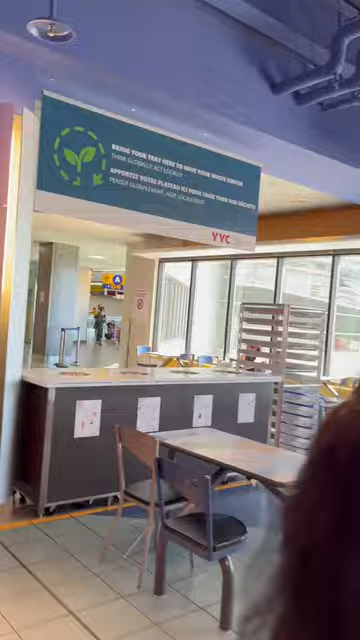 BRING YOUR TRAY HERE TO HAVE YOUR WASTE SORTED
THINK GLOBALLY, ACT LOCALLY
APPORTEZ VOTRE PLATEAU ICI POUR FAIRE TRIER VOS DÉCHETS
PENSER GLOBALEMENT, AGIR LOCALEMENT
YYC
A